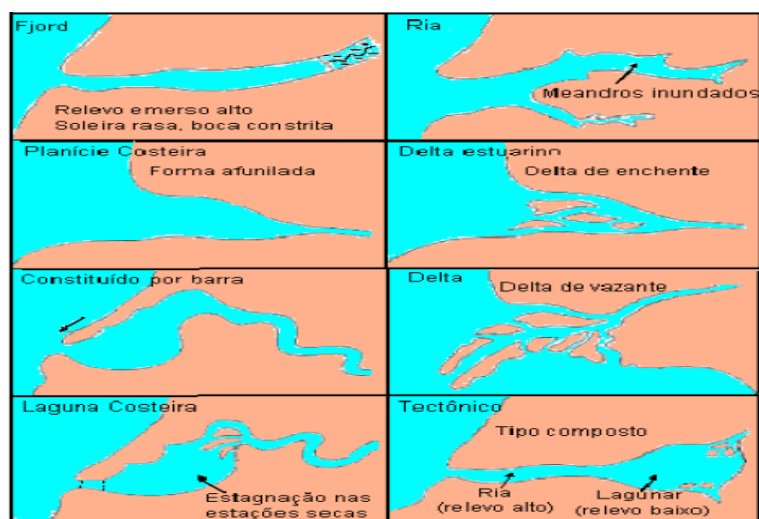 Fjord
Relevo emerso alto
Soleira rasa, boca constrita
Ria
Meandros inundados
Planície Costeira
Forma afunilada
Delta estuarino
Delta de enchente
Constituído por barra
Delta
Delta de vazante
Laguna Costeira
Estagnação nas
estações secas
Tectônico
Tipo composto
Ria
(relevo alto)
Lagunar
(relevo baixo)